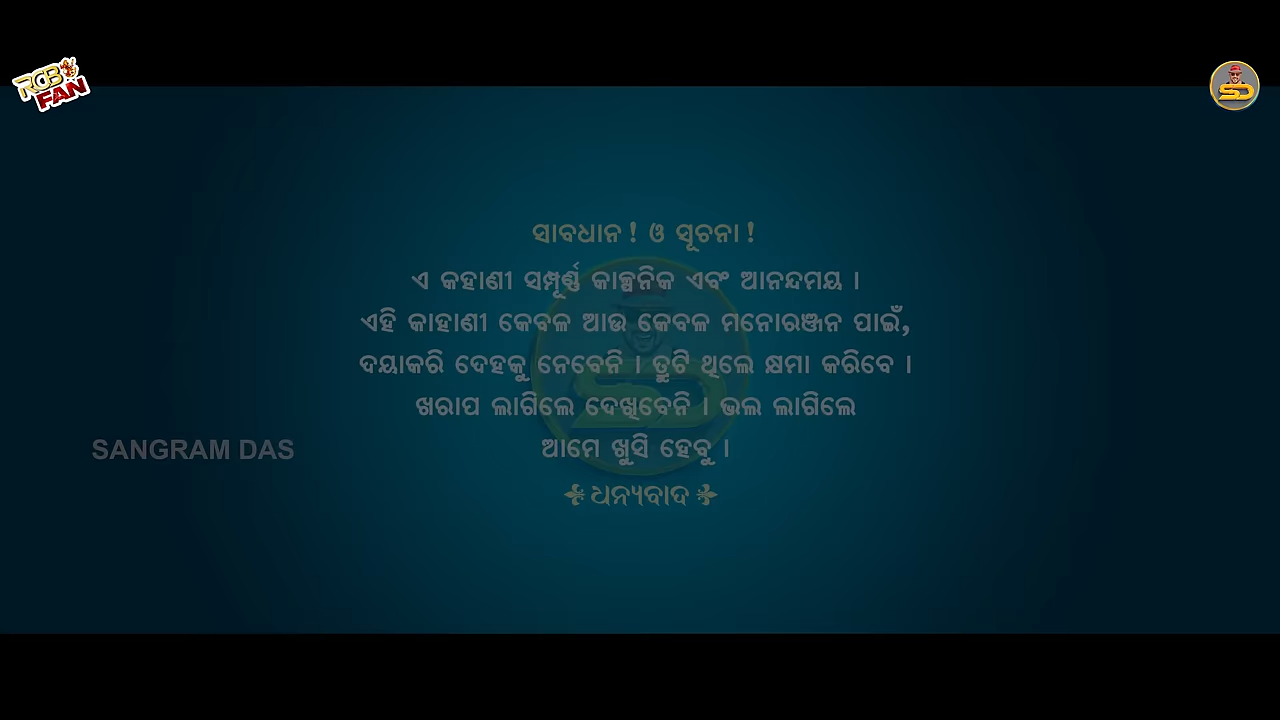 RCB
FAN
SD
ସାବଧାନ ! ଓ ସୂଚନା !
ଏ କହାଣୀ ସମ୍ପୂର୍ଣ୍ଣ କାଳ୍ପନିକ ଏବଂ ଆନନ୍ଦମୟ ।
ଏହି କାହାଣୀ କେବଳ ଆଉ କେବଳ ମନୋରଞ୍ଜନ ପାଇଁ,
ଦୟାକରି ଦେହକୁ ନେବେନି । ତ୍ରୁଟି ଥିଲେ କ୍ଷମା କରିବେ ।
ଖରାପ ଲାଗିଲେ ଦେଖିବେନି । ଭଲ ଲାଗିଲେ
ଆମେ ଖୁସି ହେବୁ ।
ଧନ୍ୟବାଦ
SANGRAM DAS